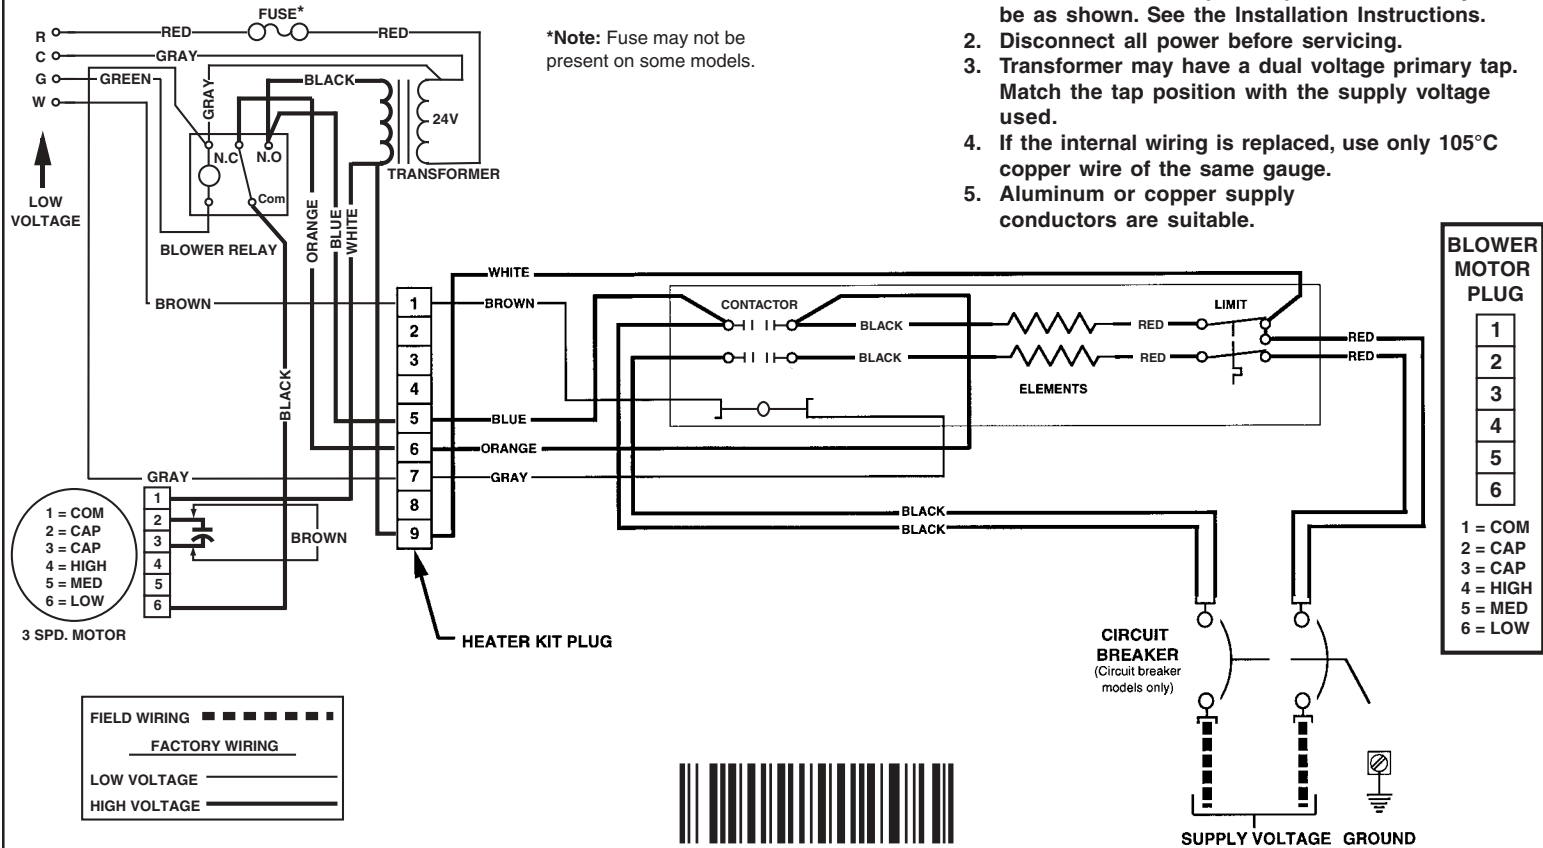 be as shown. See the Installation Instructions.
2. Disconnect all power before servicing.
3. Transformer may have a dual voltage primary tap.
Match the tap position with the supply voltage
used.
4. If the internal wiring is replaced, use only 105°C
copper wire of the same gauge.
5. Aluminum or copper supply
conductors are suitable.
*Note: Fuse may not be
present on some models.
FUSE*
R
RED
RED
C
GRAY
G
GREEN
W
GRAY
BLACK
24V
TRANSFORMER
N.C
N.O
Com
BLOWER RELAY
LOW
VOLTAGE
ORANGE
BLUE
WHITE
BLACK
BROWN
GRAY
1
2
3
4
5
6
7
8
9
HEATER KIT PLUG
WHITE
BROWN
BLUE
ORANGE
GRAY
CONTACTOR
BLACK
BLACK
ELEMENTS
RED
RED
LIMIT
RED
RED
BLACK
BLACK
1 = COM
2 = CAP
3 = CAP
4 = HIGH
5 = MED
6 = LOW
3 SPD. MOTOR
1
2
3
4
5
6
BROWN
CIRCUIT
BREAKER
(Circuit breaker
models only)
SUPPLY VOLTAGE
GROUND
BLOWER
MOTOR
PLUG
1
2
3
4
5
6
1 = COM
2 = CAP
3 = CAP
4 = HIGH
5 = MED
6 = LOW
FIELD WIRING
FACTORY WIRING
LOW VOLTAGE
HIGH VOLTAGE